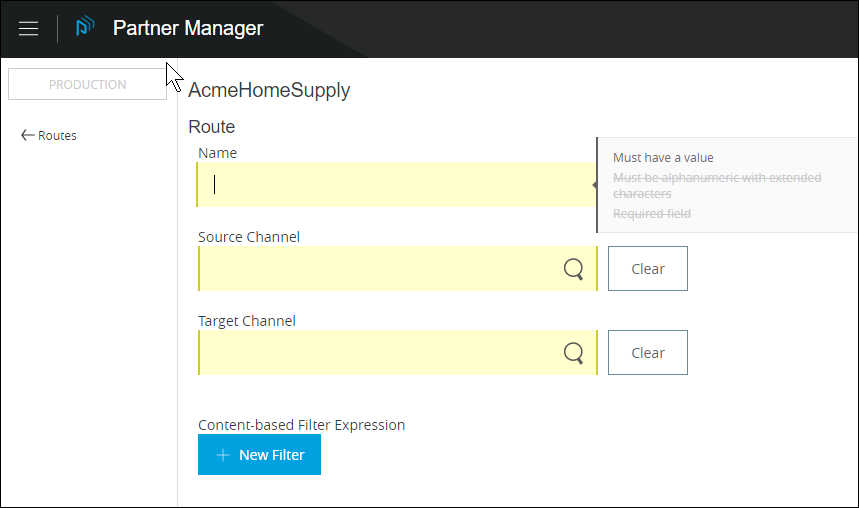 Partner Manager
PRODUCTION
Routes
AcmeHomeSupply
Route
Name
Must have a value
Must be alphanumeric with extended
characters
Required field
Source Channel
Clear
Target Channel
Clear
Content-based Filter Expression
New Filter